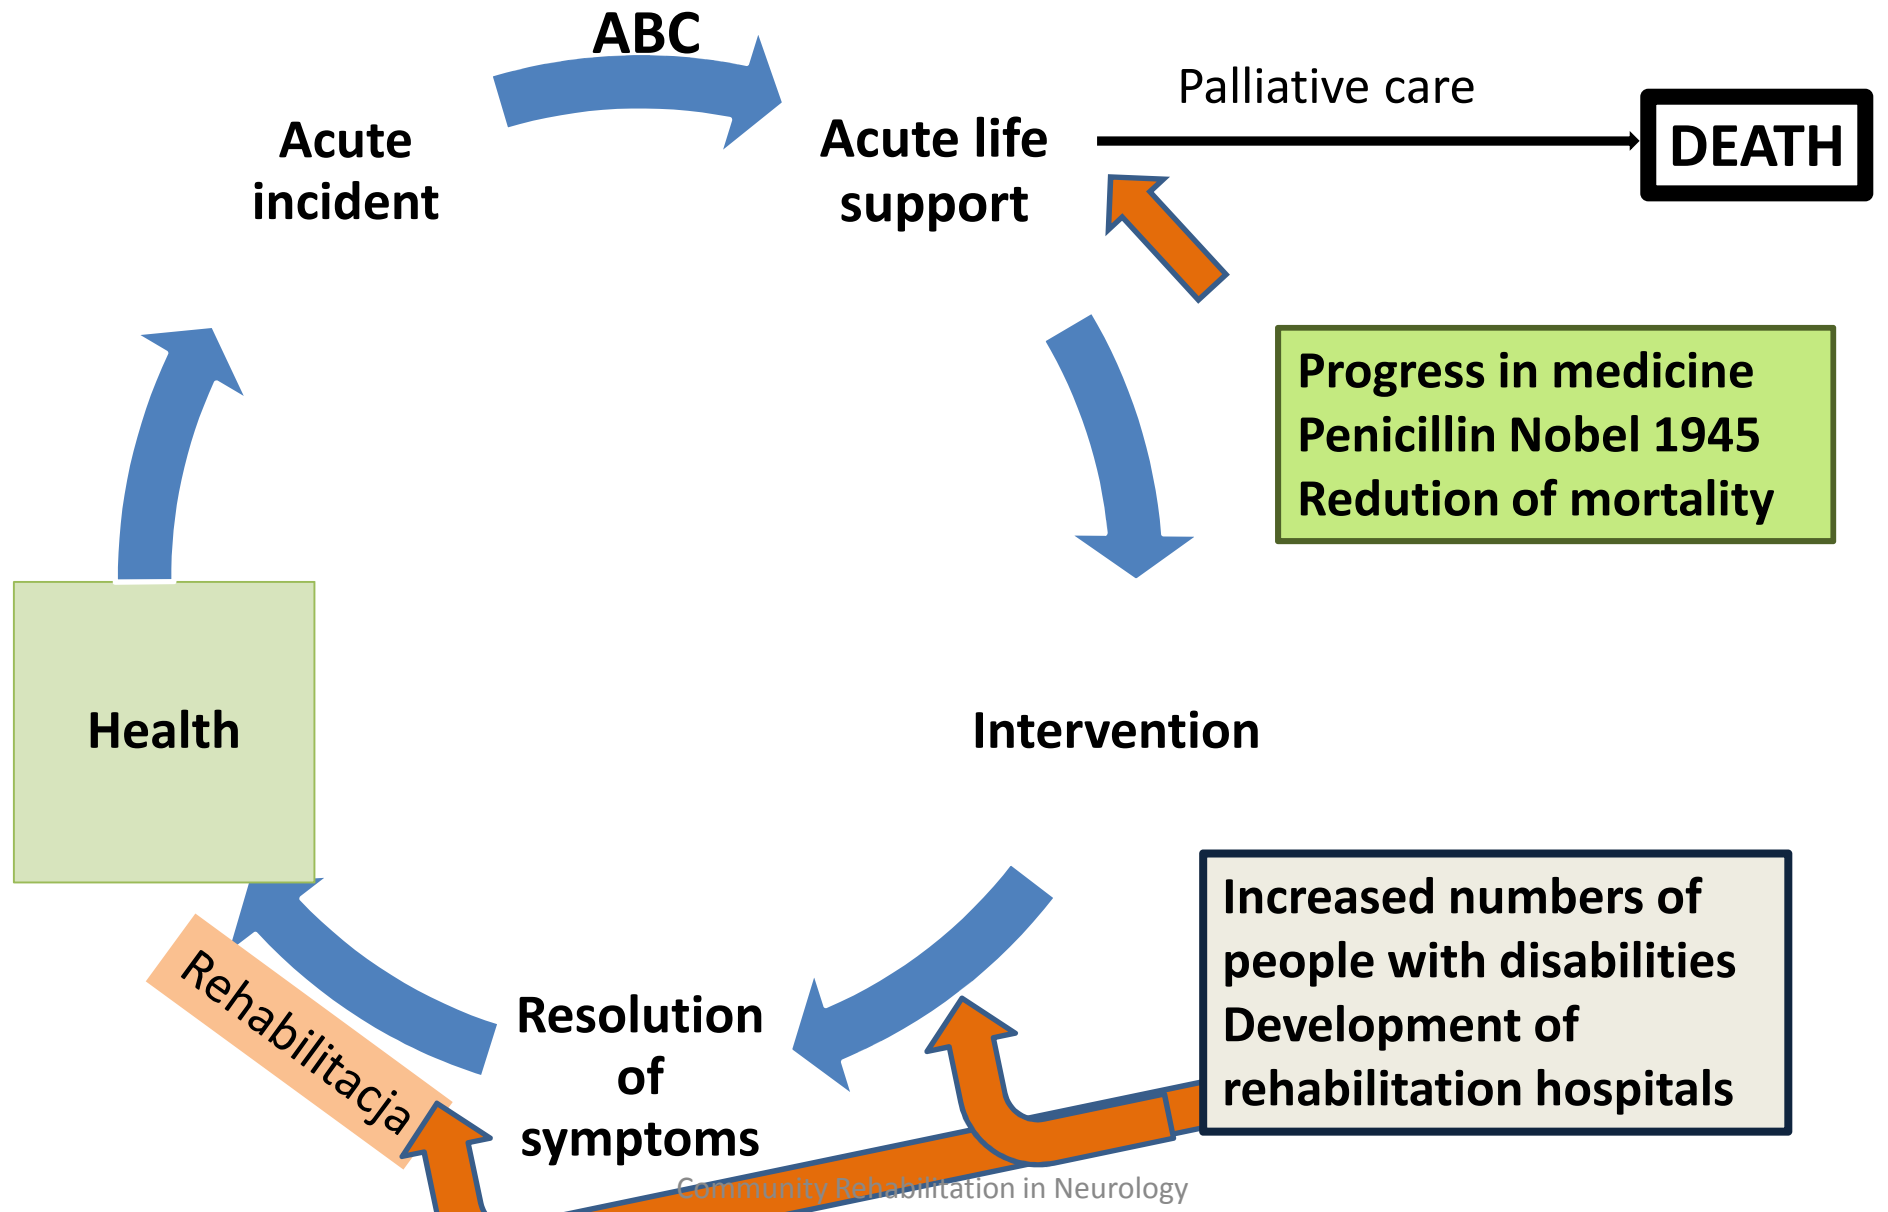 ABC
Acute
incident
Acute life
support
Palliative care
DEATH
Progress in medicine
Penicillin Nobel 1945
Redution of mortality
Health
Intervention
Increased numbers of
people with disabilities
Development of
rehabilitation hospitals
Resolution
of
symptoms
Rehabilitacja
Community Rehabilitation in Neurology